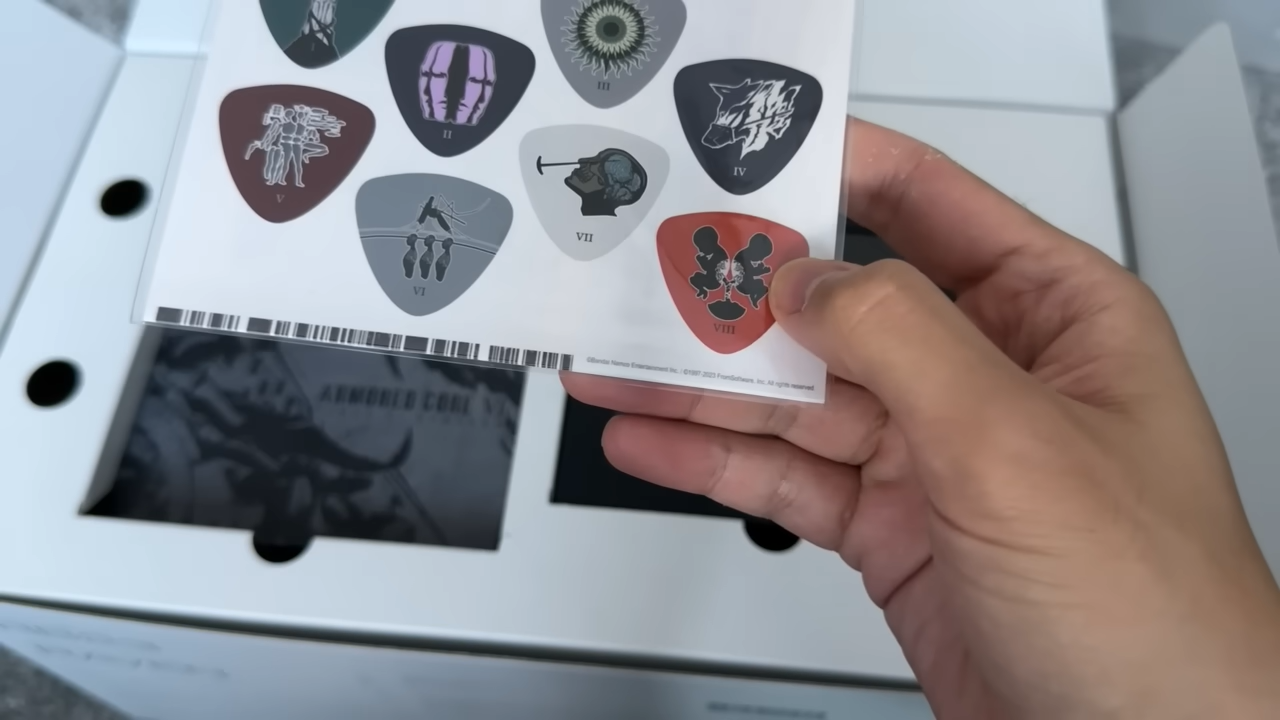 III
II
IV
V
VII
VI
VIII
©Bandai Namco Entertainment Inc. / ©1997-2023 FromSoftware, Inc. All rights reserved
ARMORED CORE VI